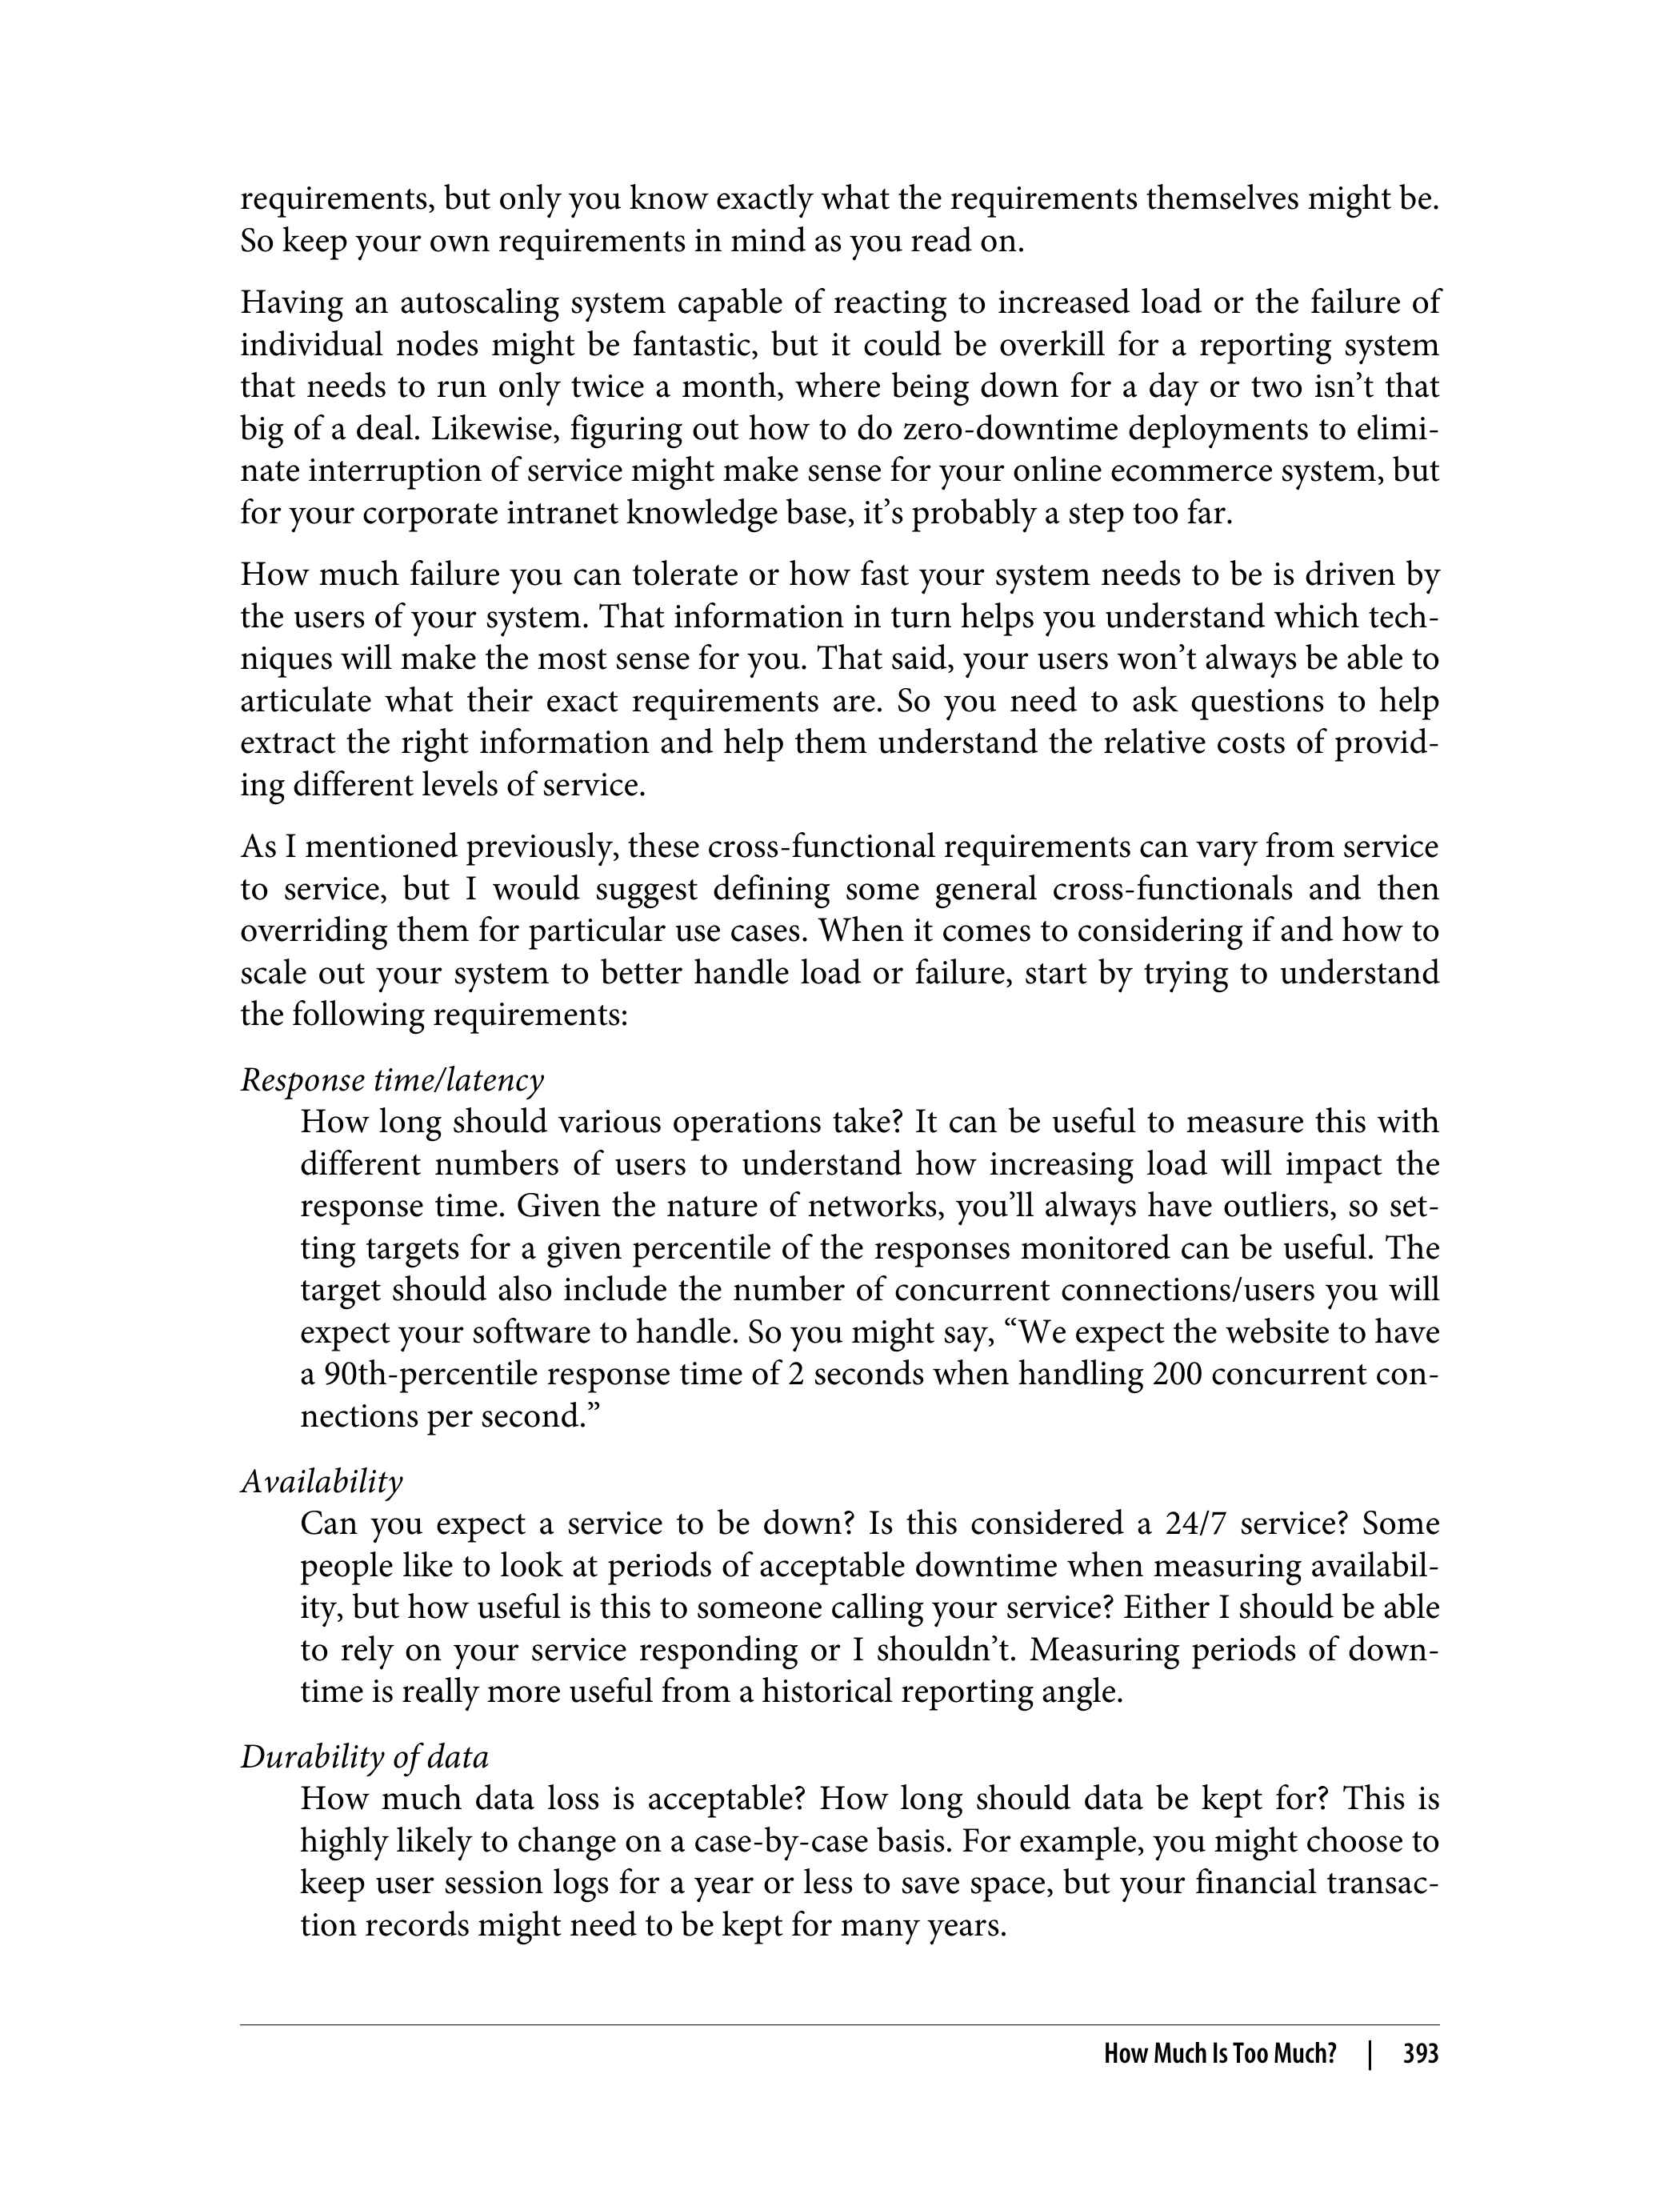 requirements, but only you know exactly what the requirements themselves might be.
So keep your own requirements in mind as you read on.
Having an autoscaling system capable of reacting to increased load or the failure of
individual nodes might be fantastic, but it could be overkill for a reporting system
that needs to run only twice a month, where being down for a day or two isn’t that
big of a deal. Likewise, figuring out how to do zero-downtime deployments to elimi-
nate interruption of service might make sense for your online ecommerce system, but
for your corporate intranet knowledge base, it’s probably a step too far.
How much failure you can tolerate or how fast your system needs to be is driven by
the users of your system. That information in turn helps you understand which tech-
niques will make the most sense for you. That said, your users won’t always be able to
articulate what their exact requirements are. So you need to ask questions to help
extract the right information and help them understand the relative costs of provid-
ing different levels of service.
As I mentioned previously, these cross-functional requirements can vary from service
to service, but I would suggest defining some general cross-functionals and then
overriding them for particular use cases. When it comes to considering if and how to
scale out your system to better handle load or failure, start by trying to understand
the following requirements:
Response time/latency
How long should various operations take? It can be useful to measure this with
different numbers of users to understand how increasing load will impact the
response time. Given the nature of networks, you’ll always have outliers, so set-
ting targets for a given percentile of the responses monitored can be useful. The
target should also include the number of concurrent connections/users you will
expect your software to handle. So you might say, “We expect the website to have
a 90th-percentile response time of 2 seconds when handling 200 concurrent con-
nections per second.”
Availability
Can you expect a service to be down? Is this considered a 24/7 service? Some
people like to look at periods of acceptable downtime when measuring availabil-
ity, but how useful is this to someone calling your service? Either I should be able
to rely on your service responding or I shouldn’t. Measuring periods of down-
time is really more useful from a historical reporting angle.
Durability of data
How much data loss is acceptable? How long should data be kept for? This is
highly likely to change on a case-by-case basis. For example, you might choose to
keep user session logs for a year or less to save space, but your financial transac-
tion records might need to be kept for many years.
How Much Is Too Much? | 393